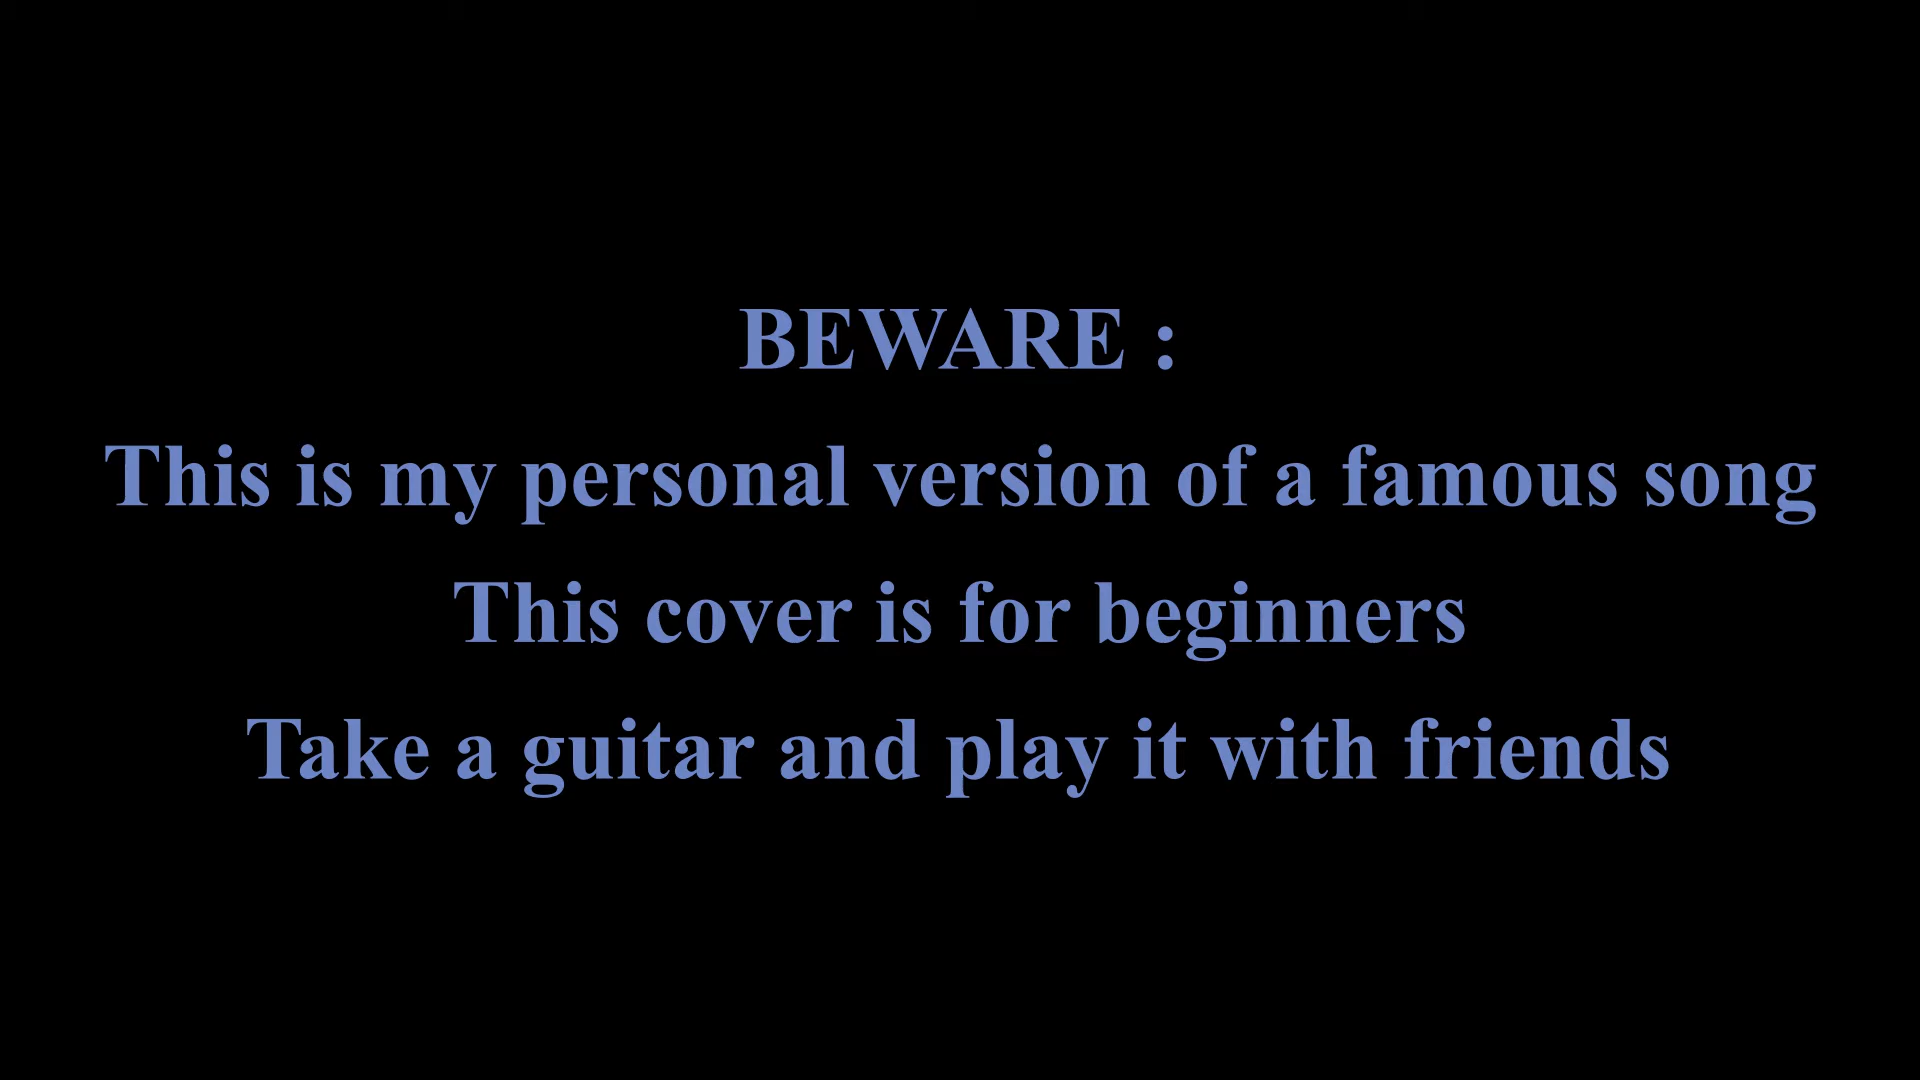 BEWARE :
This is my personal version of a famous song
This cover is for beginners
Take a guitar and play it with friends